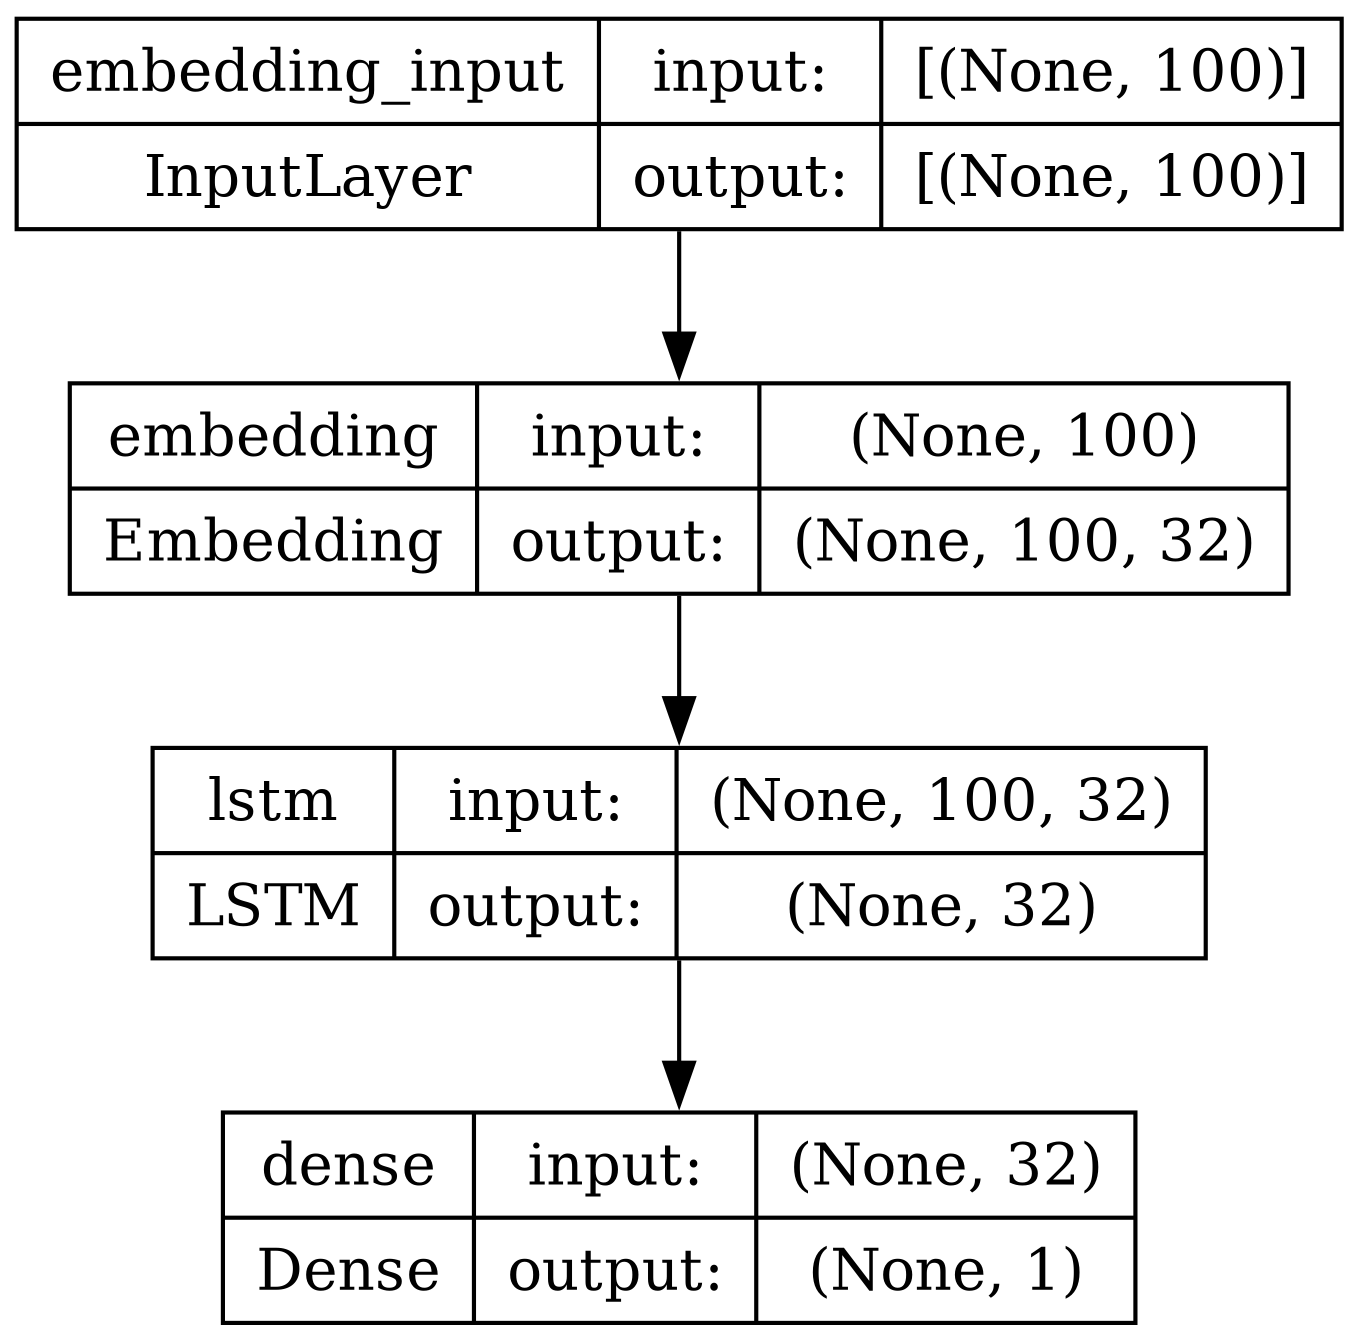 embedding_input input: [(None, 100)]
InputLayer output: [(None, 100)]
embedding input: (None, 100)
Embedding output: (None, 100, 32)
lstm input: (None, 100, 32)
LSTM output: (None, 32)
dense input: (None, 32)
Dense output: (None, 1)